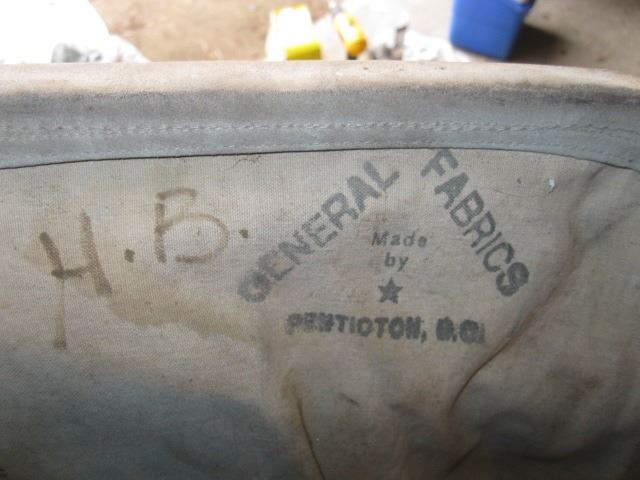 H.B.
GENERAL FABRICS
Made
by
PENTICTON, B.C.